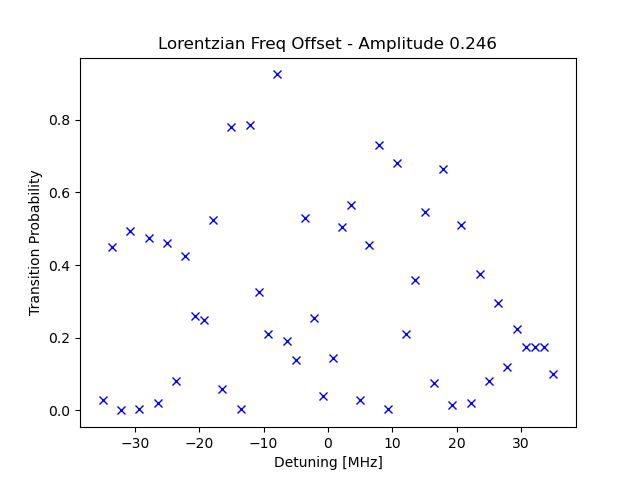 Lorentzian Freq Offset - Amplitude 0.246
Transition Probability
0.8
0.6
0.4
0.2
0.0
−30 −20 −10 0 10 20 30
Detuning [MHz]